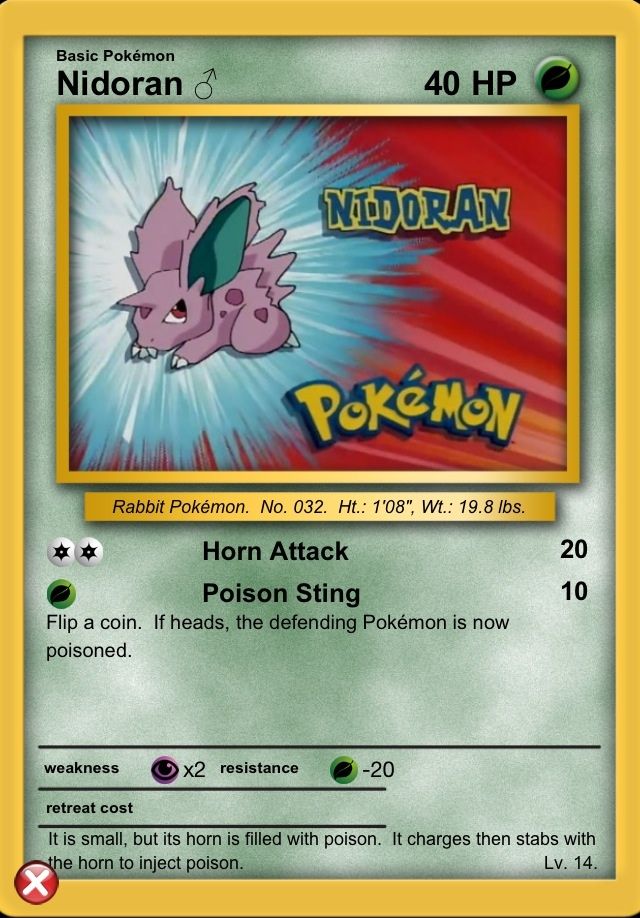 Basic Pokémon
Nidoran ♂ 40 HP
NIDORAN
POKéMON
Rabbit Pokémon. No. 032. Ht.: 1'08", Wt.: 19.8 lbs.
Horn Attack 20
Poison Sting 10
Flip a coin. If heads, the defending Pokémon is now
poisoned.
weakness x2 resistance -20
retreat cost
It is small, but its horn is filled with poison. It charges then stabs with
the horn to inject poison. Lv. 14.